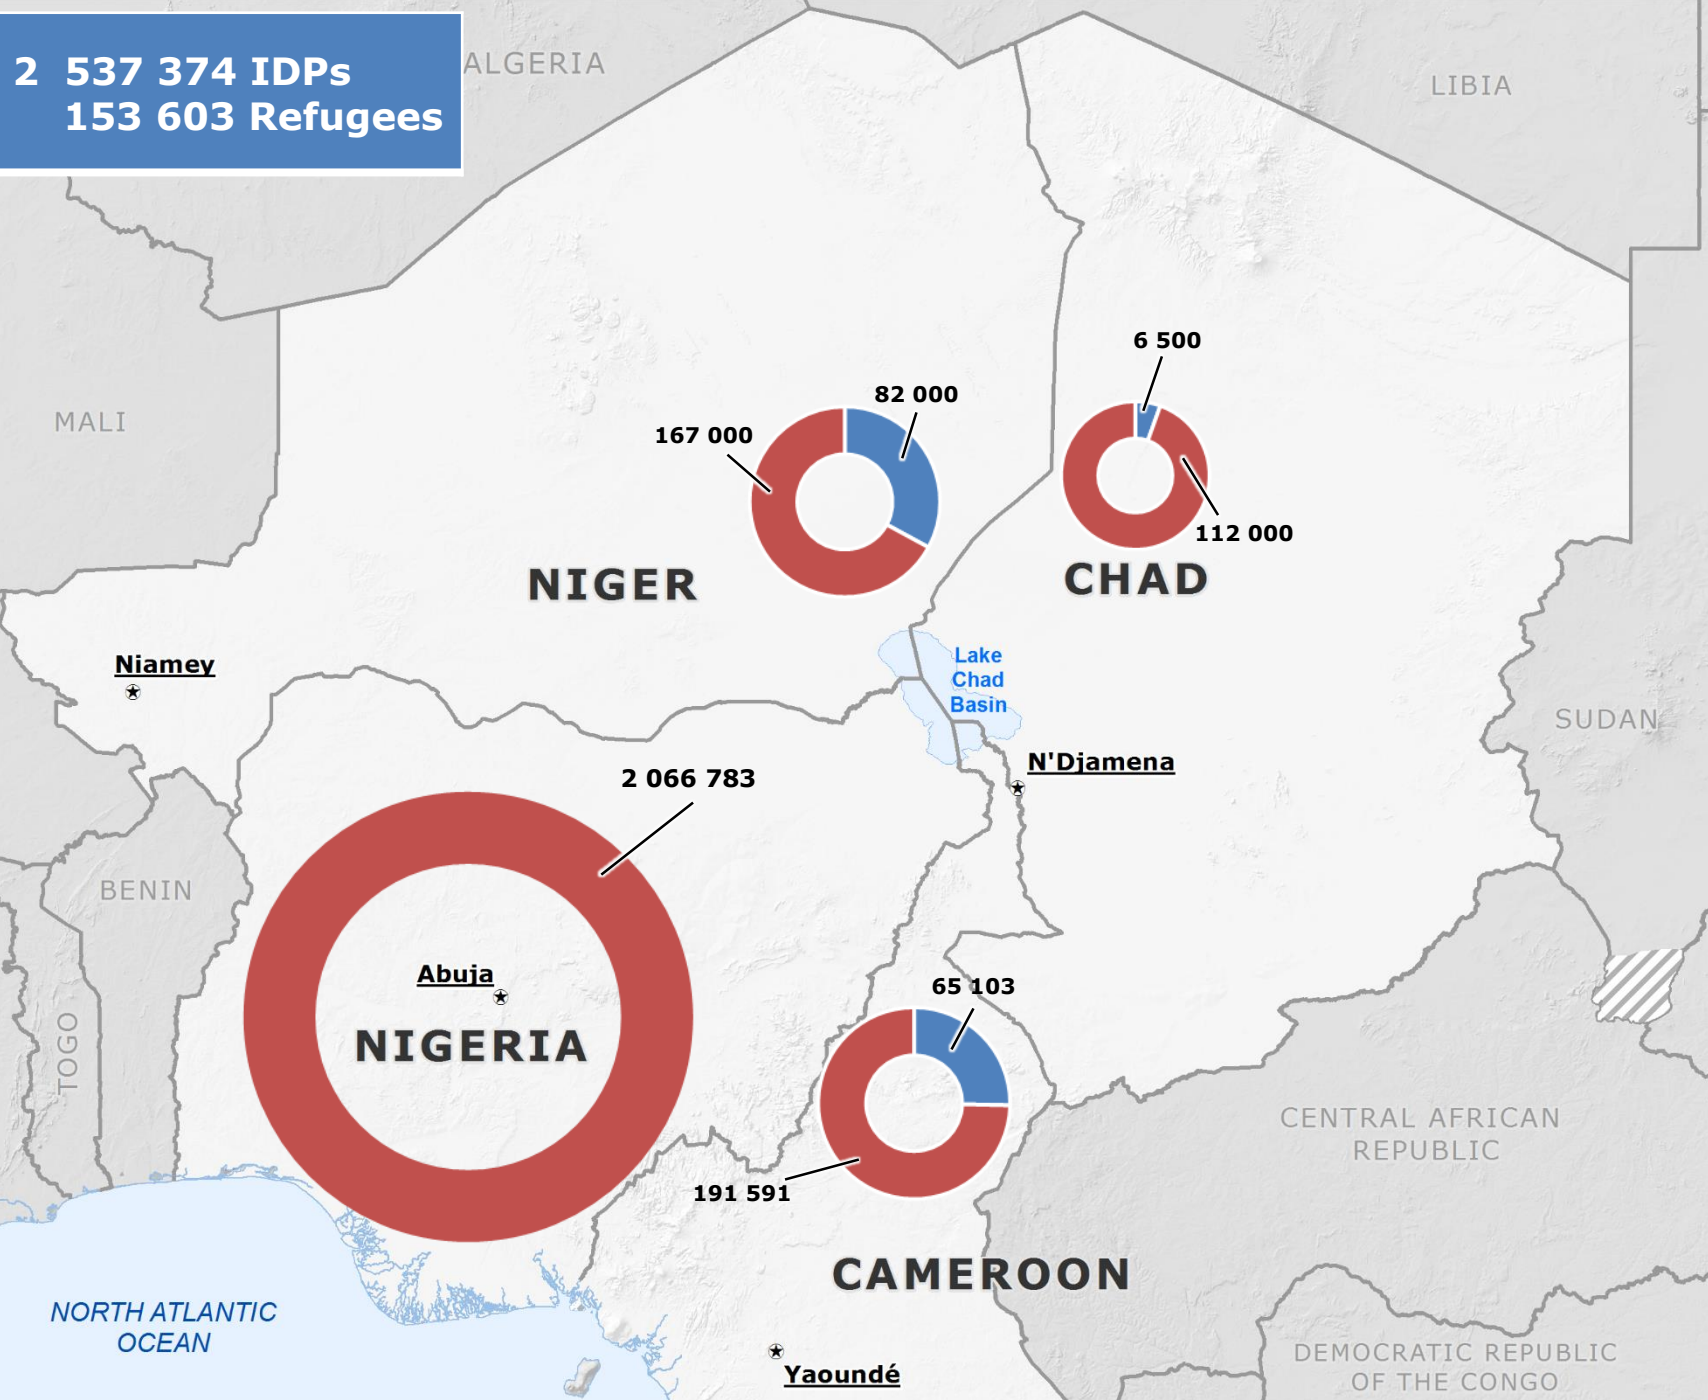 2 537 374 IDPs
153 603 Refugees
ALGERIA
LIBIA
MALI
6 500
82 000
167 000
112 000
NIGER
CHAD
Niamey
Lake
Chad
Basin
SUDAN
N'Djamena
2 066 783
BENIN
Abuja
65 103
NIGERIA
TOGO
CENTRAL AFRICAN
REPUBLIC
191 591
CAMEROON
NORTH ATLANTIC
OCEAN
DEMOCRATIC REPUBLIC
OF THE CONGO
Yaoundé